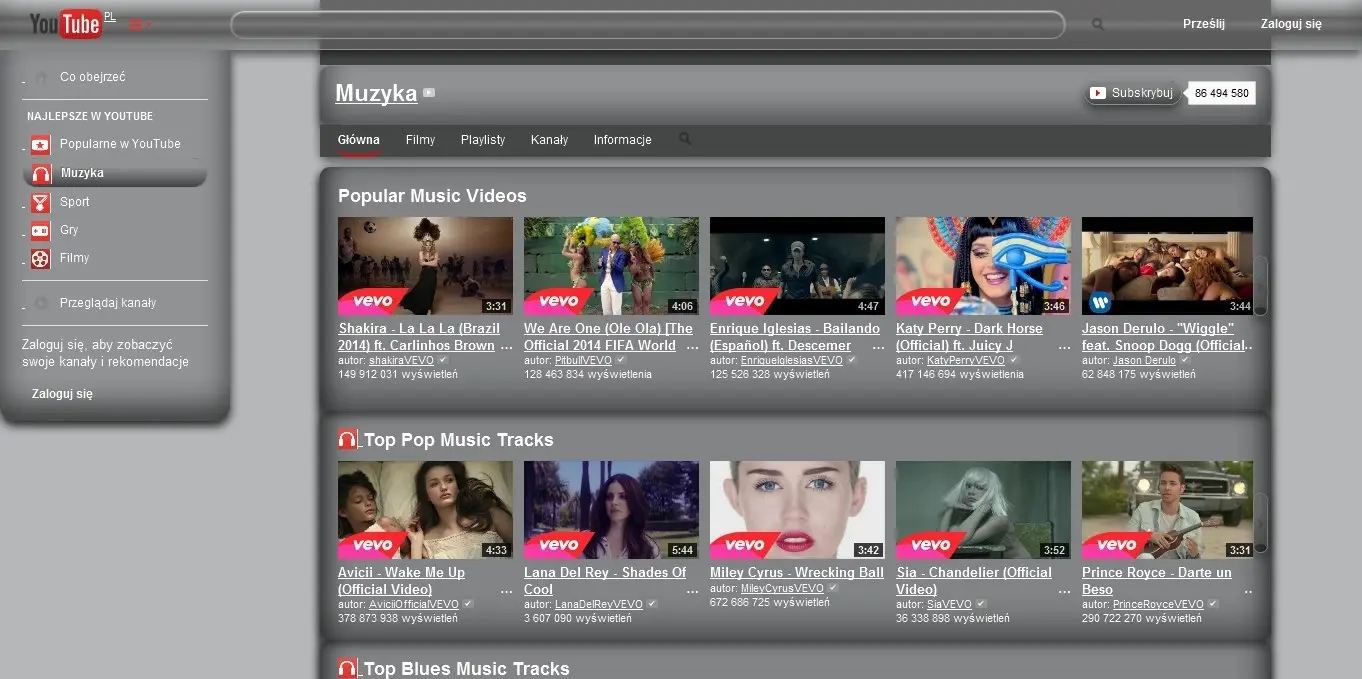 YouTube PL
Prześlij
Zaloguj się
Co obejrzeć
NAJLEPSZE W YOUTUBE
Popularne w YouTube
Muzyka
Sport
Gry
Filmy
Przeglądaj kanały
Zaloguj się, aby zobaczyć
swoje kanały i rekomendacje
Zaloguj się
Muzyka
Subskrybuj
86 494 580
Główna
Filmy
Playlisty
Kanały
Informacje
Popular Music Videos
vevo
3:31
Shakira - La La La (Brazil
2014) ft. Carlinhos Brown ...
autor: shakiraVEVO
149 912 031 wyświetleń
vevo
4:06
We Are One (Ole Ola) [The
Official 2014 FIFA World ...
autor: PitbullVEVO
128 463 834 wyświetlenia
vevo
4:47
Enrique Iglesias - Bailando
(Español) ft. Descemer ...
autor: EnriqueIglesiasVEVO
125 526 328 wyświetleń
vevo
3:46
Katy Perry - Dark Horse
(Official) ft. Juicy J ...
autor: KatyPerryVEVO
417 146 694 wyświetlenia
W
3:44
Jason Derulo - "Wiggle"
feat. Snoop Dogg (Official..
autor: Jason Derulo
62 848 175 wyświetleń
Top Pop Music Tracks
vevo
4:33
Avicii - Wake Me Up
(Official Video) ...
autor: AviciiOfficialVEVO
378 873 938 wyświetleń
vevo
5:44
Lana Del Rey - Shades Of
Cool ...
autor: LanaDelReyVEVO
3 607 090 wyświetleń
vevo
3:42
Miley Cyrus - Wrecking Ball
autor: MileyCyrusVEVO
672 686 725 wyświetleń
vevo
3:52
Sia - Chandelier (Official
Video) ...
autor: SiaVEVO
36 338 898 wyświetleń
vevo
3:31
Prince Royce - Darte un
Beso ..
autor: PrinceRoyceVEVO
290 722 270 wyświetleń
Top Blues Music Tracks